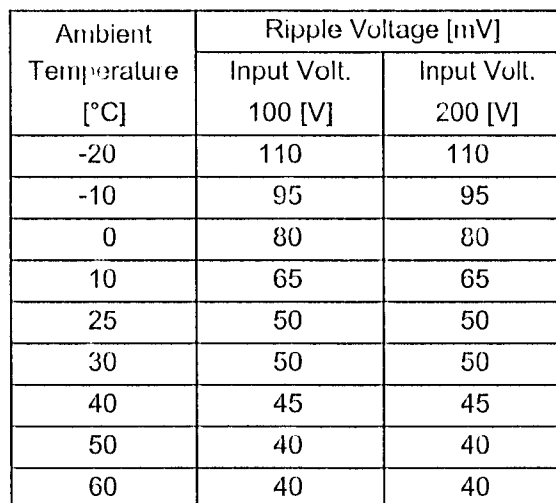 Ambient Temperature [°C] Ripple Voltage [mV]
Input Volt. 100 [V] Input Volt. 200 [V]
-20 110 110
-10 95 95
0 80 80
10 65 65
25 50 50
30 50 50
40 45 45
50 40 40
60 40 40